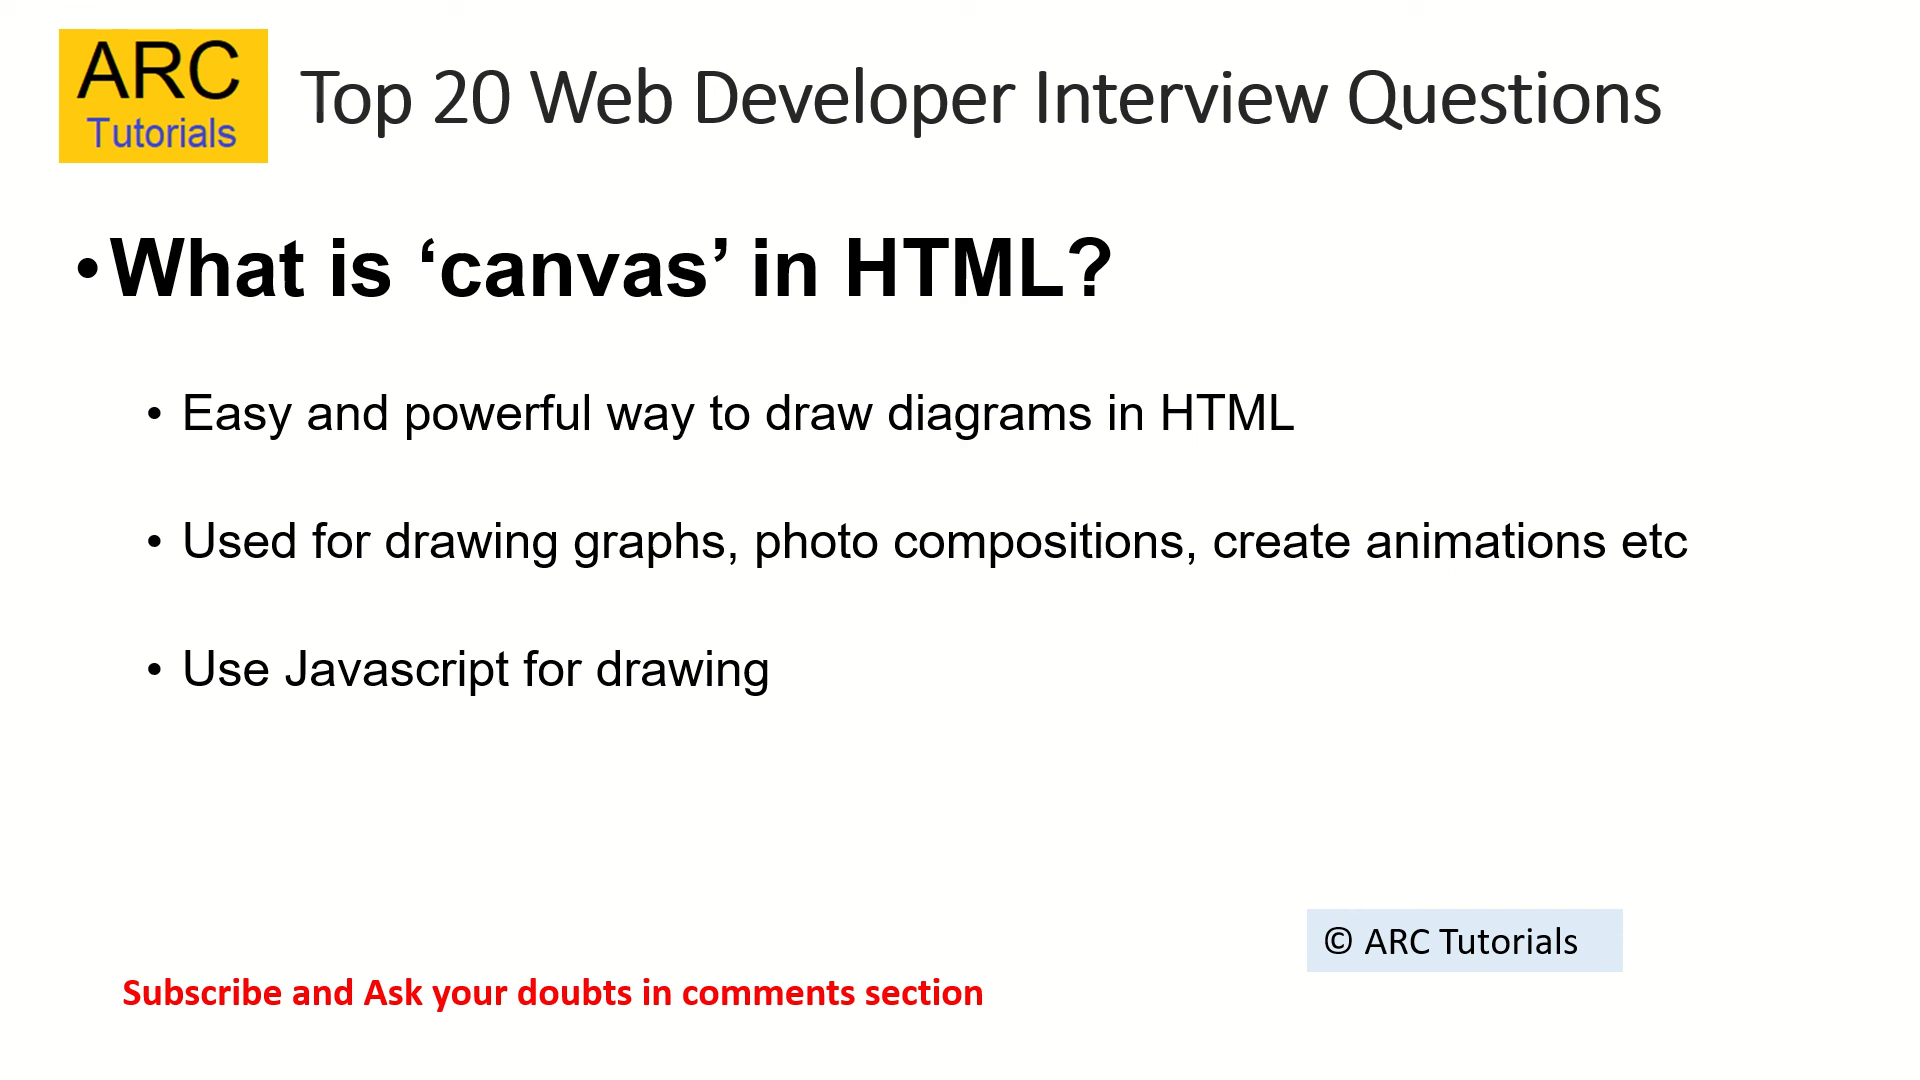 ARC
Tutorials
Top 20 Web Developer Interview Questions
•What is ‘canvas’ in HTML?
• Easy and powerful way to draw diagrams in HTML
• Used for drawing graphs, photo compositions, create animations etc
• Use Javascript for drawing
© ARC Tutorials
Subscribe and Ask your doubts in comments section